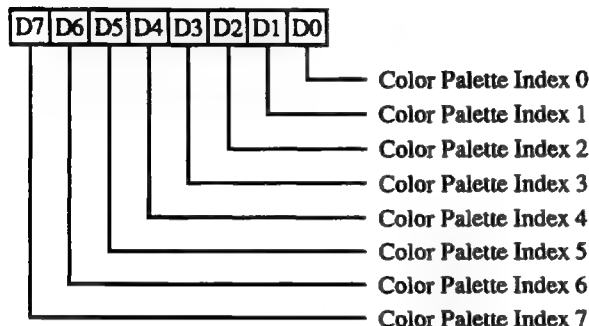 D7 D6 D5 D4 D3 D2 D1 D0
Color Palette Index 0
Color Palette Index 1
Color Palette Index 2
Color Palette Index 3
Color Palette Index 4
Color Palette Index 5
Color Palette Index 6
Color Palette Index 7